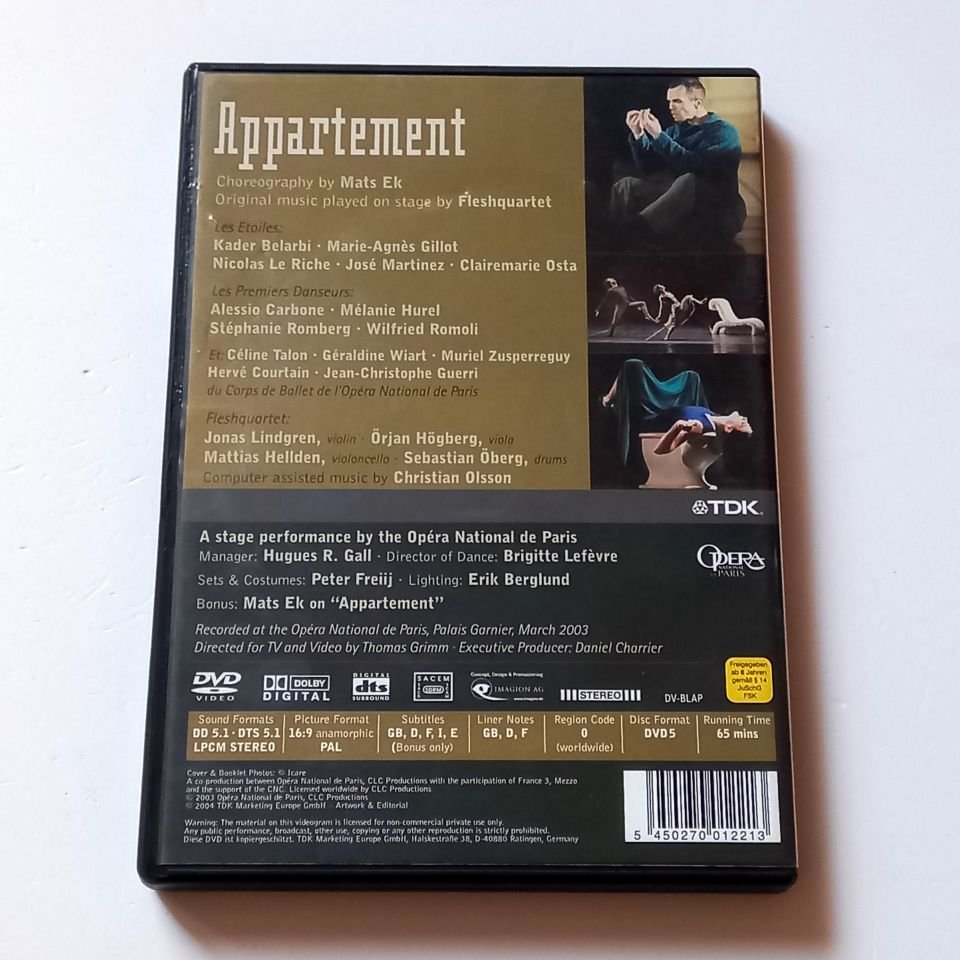 Appartement
Choreography by Mats Ek
Original music played on stage by Fleshquartet
Les Etoiles:
Kader Belarbi · Marie-Agnès Gillot
Nicolas Le Riche · José Martinez · Clairemarie Osta
Les Premiers Danseurs:
Alessio Carbone · Mélanie Hurel
Stéphanie Romberg · Wilfried Romoli
Et: Céline Talon · Géraldine Wiart · Muriel Zusperreguy
Hervé Courtain · Jean-Christophe Guerri
du Corps de Ballet de l'Opéra National de Paris
Fleshquartet:
Jonas Lindgren, violin · Örjan Högberg, viola
Mattias Hellden, violoncello · Sebastian Öberg, drums
Computer assisted music by Christian Olsson
TDK
A stage performance by the Opéra National de Paris
Manager: Hugues R. Gall · Director of Dance: Brigitte Lefèvre
Sets & Costumes: Peter Freiij · Lighting: Erik Berglund
Bonus: Mats Ek on "Appartement"
OPERA
NATIONAL
DE PARIS
Recorded at the Opéra National de Paris, Palais Garnier, March 2003
Directed for TV and Video by Thomas Grimm · Executive Producer: Daniel Charrier
DVD VIDEO
DOLBY DIGITAL
DIGITAL dts SURROUND
SACEM SDRM
Concept, Design & Premastering
IMAGION AG
www.imagion.de
STEREO
DV-BLAP
Freigegeben
ab 6 Jahren
gemäß § 14
JuSchG
FSK
Sound Formats
DD 5.1 · DTS 5.1
LPCM STEREO
Picture Format
16:9 anamorphic
PAL
Subtitles
GB, D, F, I, E
(Bonus only)
Liner Notes
GB, D, F
Region Code
0
(worldwide)
Disc Format
DVD5
Running Time
65 mins
Cover & Booklet Photos: © Icare
A co-production between Opéra National de Paris, CLC Productions with the participation of France 3, Mezzo
and the support of the CNC. Licensed worldwide by CLC Productions
© 2003 Opéra National de Paris, CLC Productions
© 2004 TDK Marketing Europe GmbH – Artwork & Editorial
Warning: The material on this videogram is licensed for non-commercial private use only.
Any public performance, broadcast, other use, copying or any other reproduction is strictly prohibited.
Diese DVD ist kopiergeschützt. TDK Marketing Europe GmbH, Halskestraße 38, D-40880 Ratingen, Germany
5 450270 012213